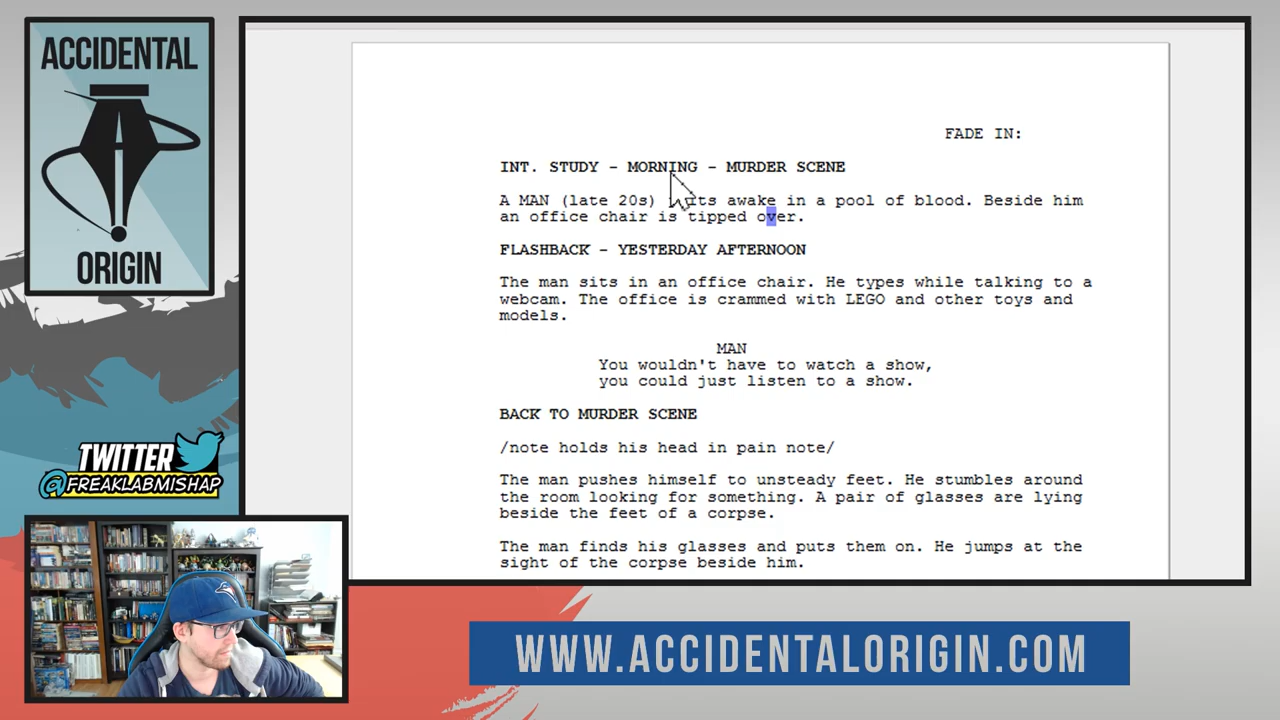 ACCIDENTAL
ORIGIN
FADE IN:
INT. STUDY - MORNING - MURDER SCENE
A MAN (late 20s) awake in a pool of blood. Beside him
an office chair is tipped over.
FLASHBACK - YESTERDAY AFTERNOON
The man sits in an office chair. He types while talking to a
webcam. The office is crammed with LEGO and other toys and
models.
MAN
You wouldn't have to watch a show,
you could just listen to a show.
BACK TO MURDER SCENE
/note holds his head in pain note/
The man pushes himself to unsteady feet. He stumbles around
the room looking for something. A pair of glasses are lying
beside the feet of a corpse.
The man finds his glasses and puts them on. He jumps at the
sight of the corpse beside him.
TWITTER
@FREAKLABMISHAP
WWW.ACCIDENTALORIGIN.COM